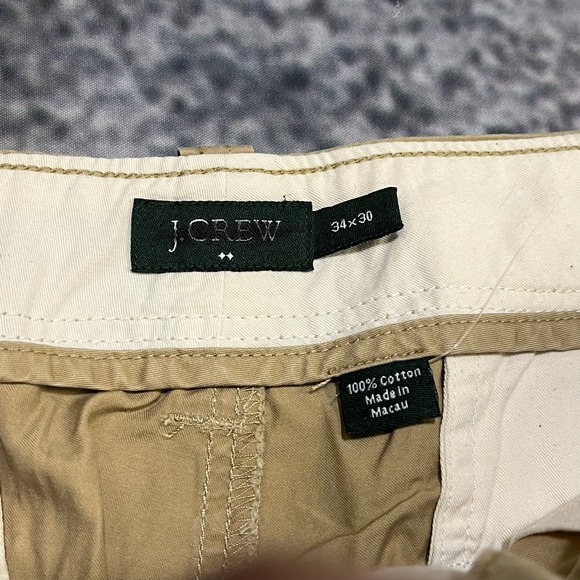 J.CREW
34x30
100% Cotton
Made in
Macau